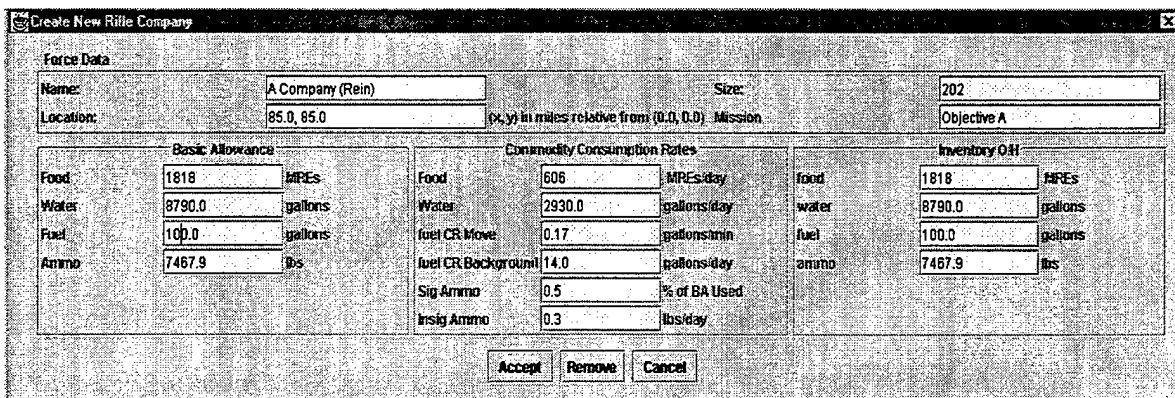 Create New Rifle Company
Force Data
Name: A Company (Rein) Size: 202
Location: 85.0, 85.0 (x, y) in miles relative from (0.0, 0.0) Mission Objective A
Basic Allowance Commodity Consumption Rates Inventory O/H
Food 1818 MREs Food 606 MREs/day food 1818 MREs
Water 8790.0 gallons Water 2930.0 gallons/day water 8790.0 gallons
Fuel 100.0 gallons fuel CR Move 0.17 gallons/min fuel 100.0 gallons
Ammo 7467.9 lbs fuel CR Background 14.0 gallons/day ammo 7467.9 lbs
Sig Ammo 0.5 % of BA Used
Insig Ammo 0.3 lbs/day
Accept Remove Cancel